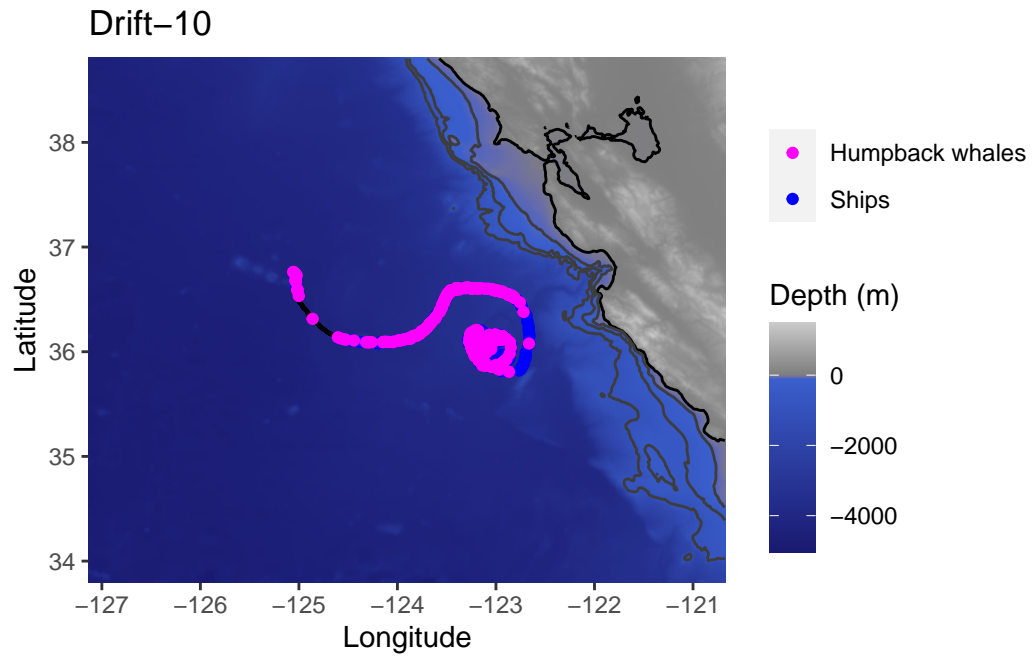 Drift−10
38
37
36
35
34
Latitude
−127 −126 −125 −124 −123 −122 −121
Longitude
Humpback whales
Ships
Depth (m)
0
−2000
−4000